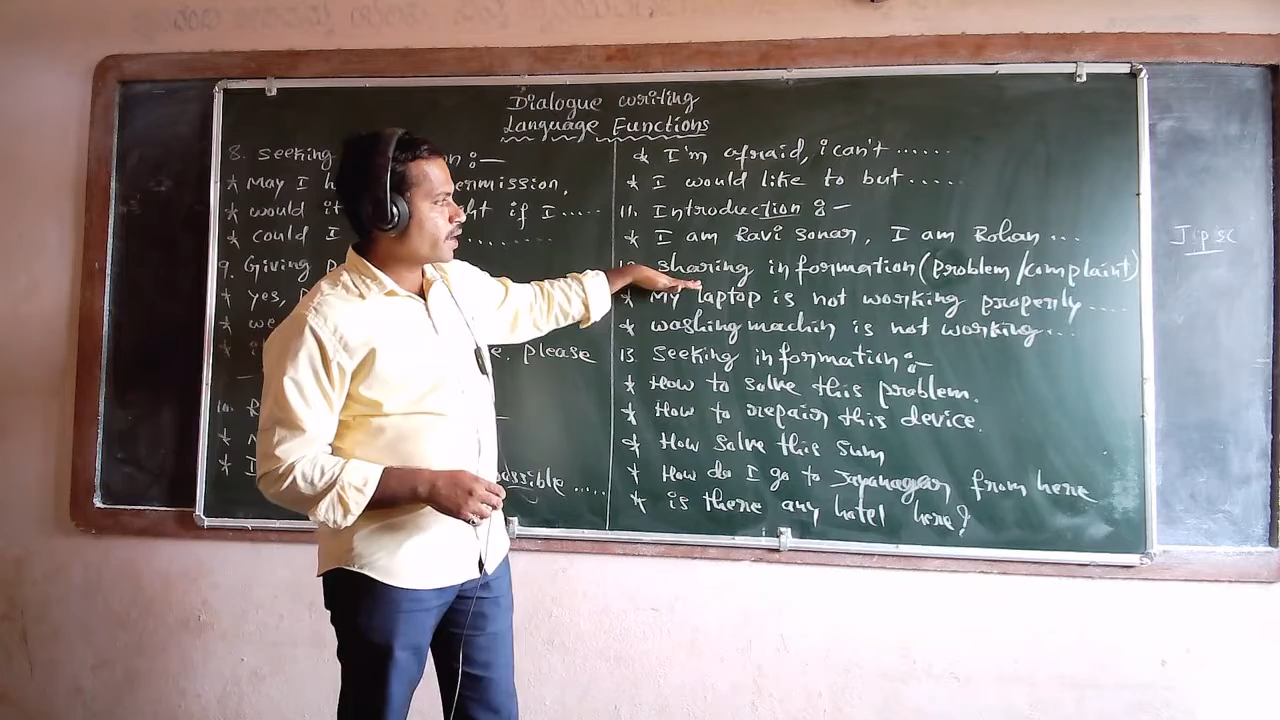 Dialogue writing
Language Functions
8. Seeking n :-
* May I h ermission.
* would it ght if I .....
* could I .........
9. Giving
* yes,
* we
e. please
10.
* I possible .....
* I'm afraid, i can't ......
* I would like to but .....
11. Introduction :-
* I am Ravi Sonar, I am Rohan ...
sharing information (problem/complaint)
* My laptop is not working properly ....
* washing machin is not working ...
13 Seeking information :-
* How to solve this problem.
* How to repair this device.
* How solve this sum
* How do I go to Jayanagar from here
* is there any hotel here?